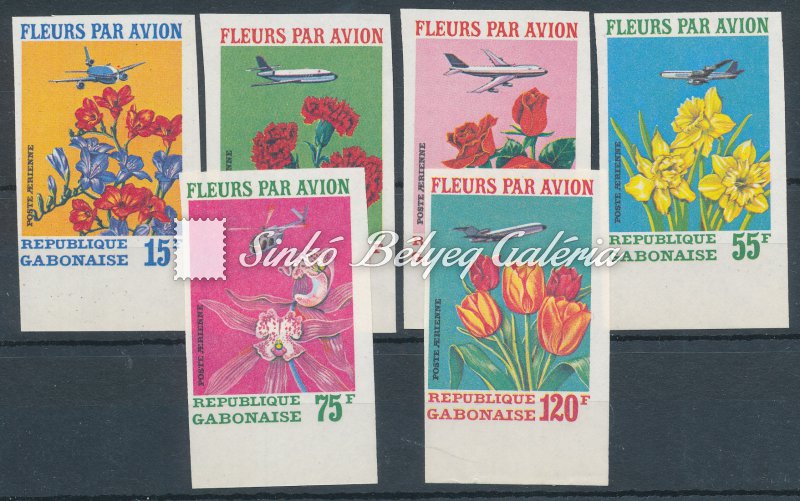 FLEURS PAR AVION
POSTE AERIENNE
REPUBLIQUE
GABONAISE 15F
FLEURS PAR AVION
FLEURS PAR AVION
FLEURS PAR AVION
POSTE AERIENNE
REPUBLIQUE
GABONAISE 55F
FLEURS PAR AVION
POSTE AERIENNE
REPUBLIQUE
GABONAISE 75F
FLEURS PAR AVION
POSTE AERIENNE
REPUBLIQUE
GABONAISE 120F
Sinkó Bélyeg Galéria